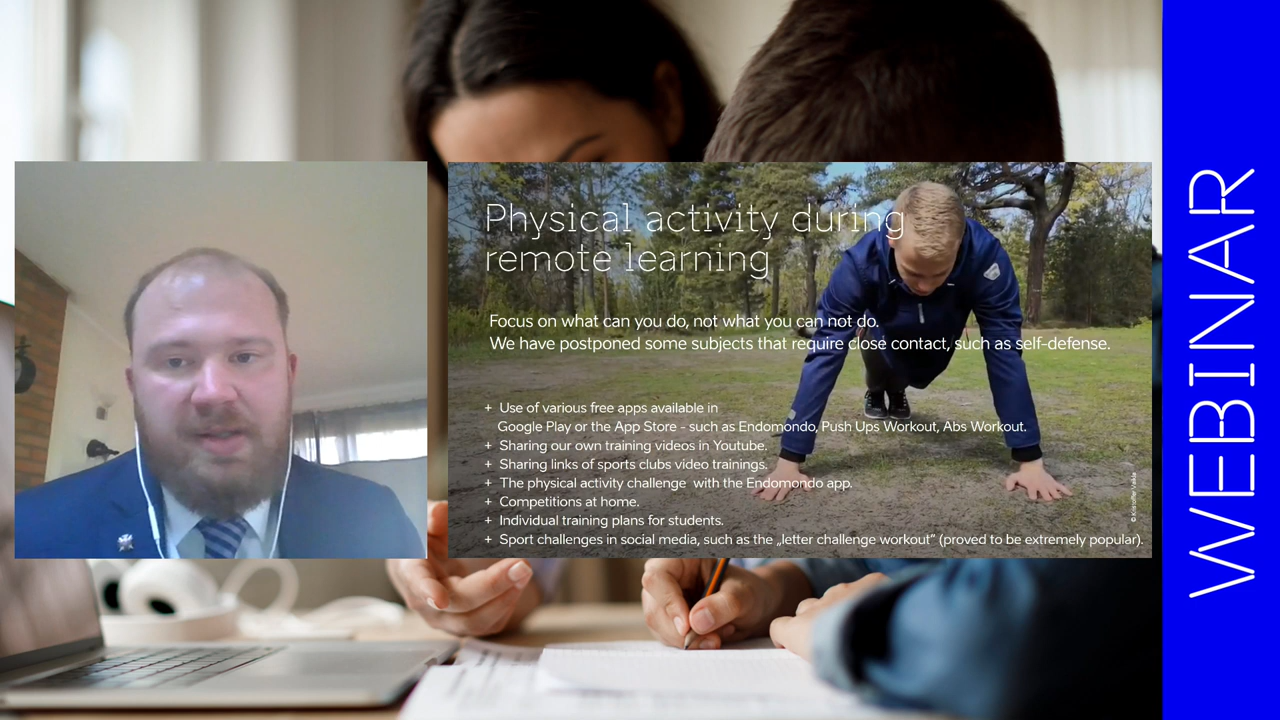 Physical activity during
remote learning
Focus on what can you do, not what you can not do.
We have postponed some subjects that require close contact, such as self-defense.
+ Use of various free apps available in
Google Play or the App Store - such as Endomondo, Push Ups Workout, Abs Workout.
+ Sharing our own training videos in Youtube.
+ Sharing links of sports clubs video trainings.
+ The physical activity challenge with the Endomondo app.
+ Competitions at home.
+ Individual training plans for students.
+ Sport challenges in social media, such as the „letter challenge workout“ (proved to be extremely popular).
WEBINAR